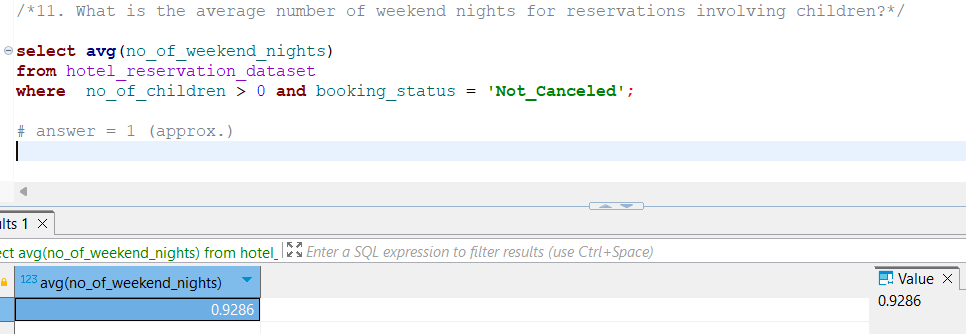 /*11. What is the average number of weekend nights for reservations involving children?*/
select avg(no_of_weekend_nights)
from hotel_reservation_dataset
where  no_of_children > 0 and booking_status = 'Not_Canceled';
# answer = 1 (approx.)
ults 1
ect avg(no_of_weekend_nights) from hotel_ Enter a SQL expression to filter results (use Ctrl+Space)
123 avg(no_of_weekend_nights)
0.9286
Value
0.9286